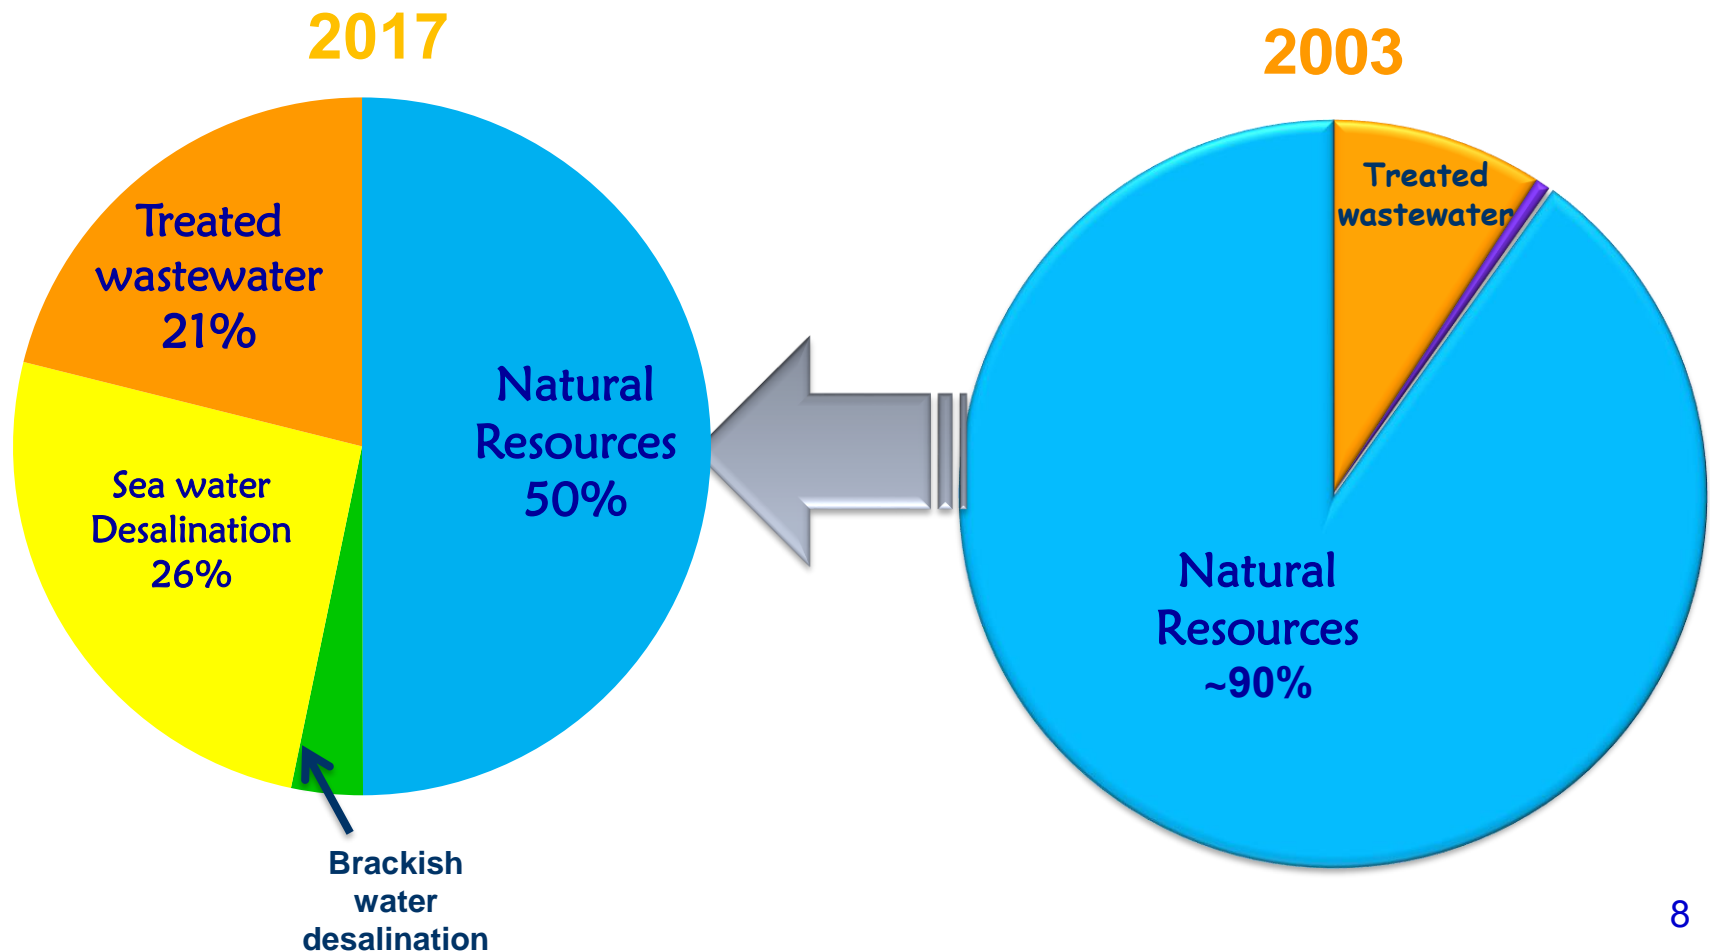 2017
Treated
wastewater
21%
Natural
Resources
50%
Sea water
Desalination
26%
Brackish
water
desalination
2003
Treated
wastewater
Natural
Resources
~90%
8